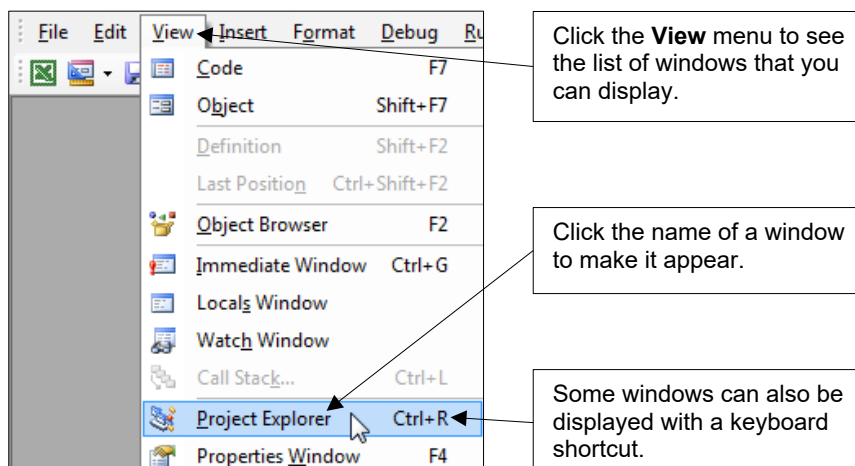 File Edit View Insert Format Debug Ru
Code F7
Object Shift+F7
Definition Shift+F2
Last Position Ctrl+Shift+F2
Object Browser F2
Immediate Window Ctrl+G
Locals Window
Watch Window
Call Stack... Ctrl+L
Project Explorer Ctrl+R
Properties Window F4
Click the View menu to see
the list of windows that you
can display.
Click the name of a window
to make it appear.
Some windows can also be
displayed with a keyboard
shortcut.